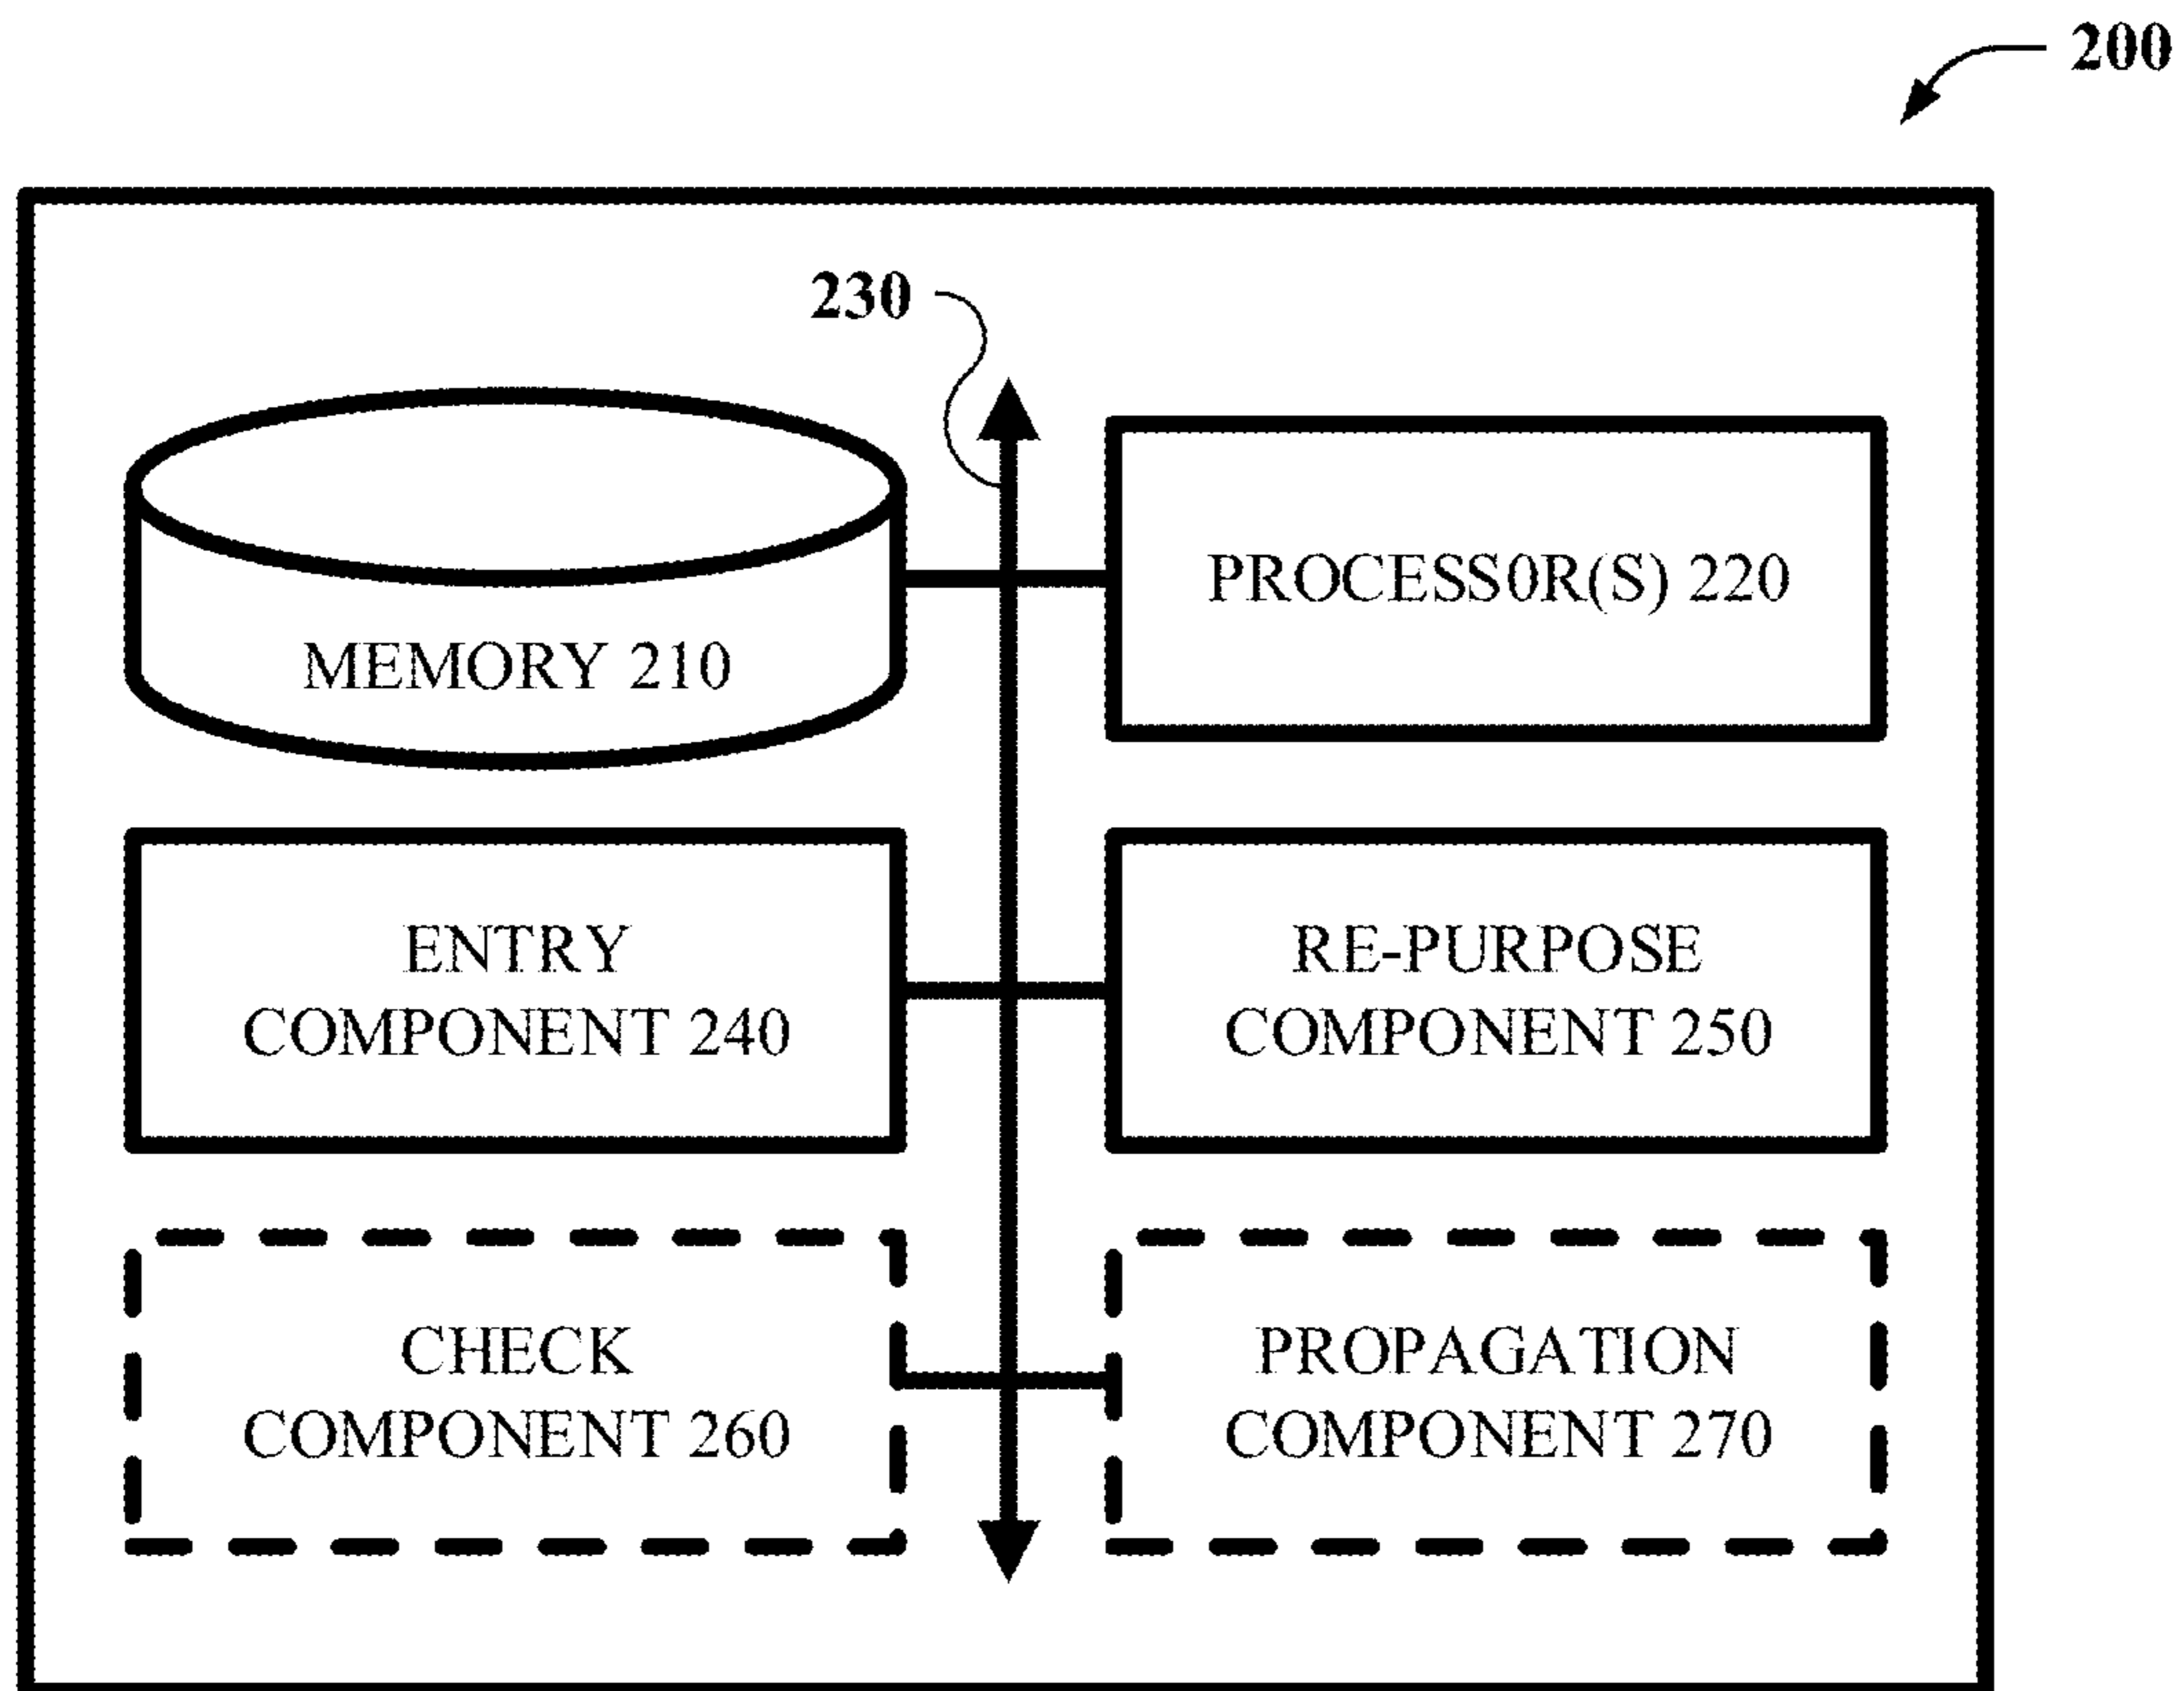 200
230
MEMORY 210
PROCESS0R(S) 220
ENTRY
COMPONENT 240
RE-PURPOSE
COMPONENT 250
CHECK
COMPONENT 260
PROPAGATION
COMPONENT 270